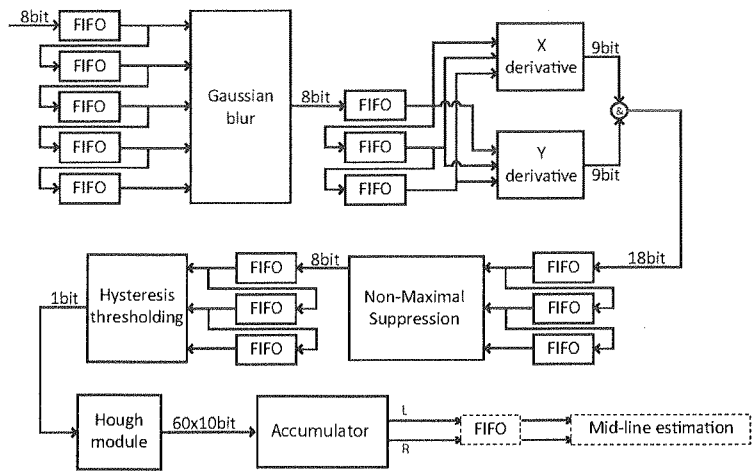 8bit
FIFO
FIFO
FIFO
FIFO
FIFO
Gaussian
blur
8bit
FIFO
FIFO
FIFO
X
derivative
9bit
&
Y
derivative
9bit
18bit
FIFO
FIFO
FIFO
Non-Maximal
Suppression
8bit
FIFO
FIFO
FIFO
Hysteresis
thresholding
1bit
Hough
module
60x10bit
Accumulator
L
R
FIFO
Mid-line estimation